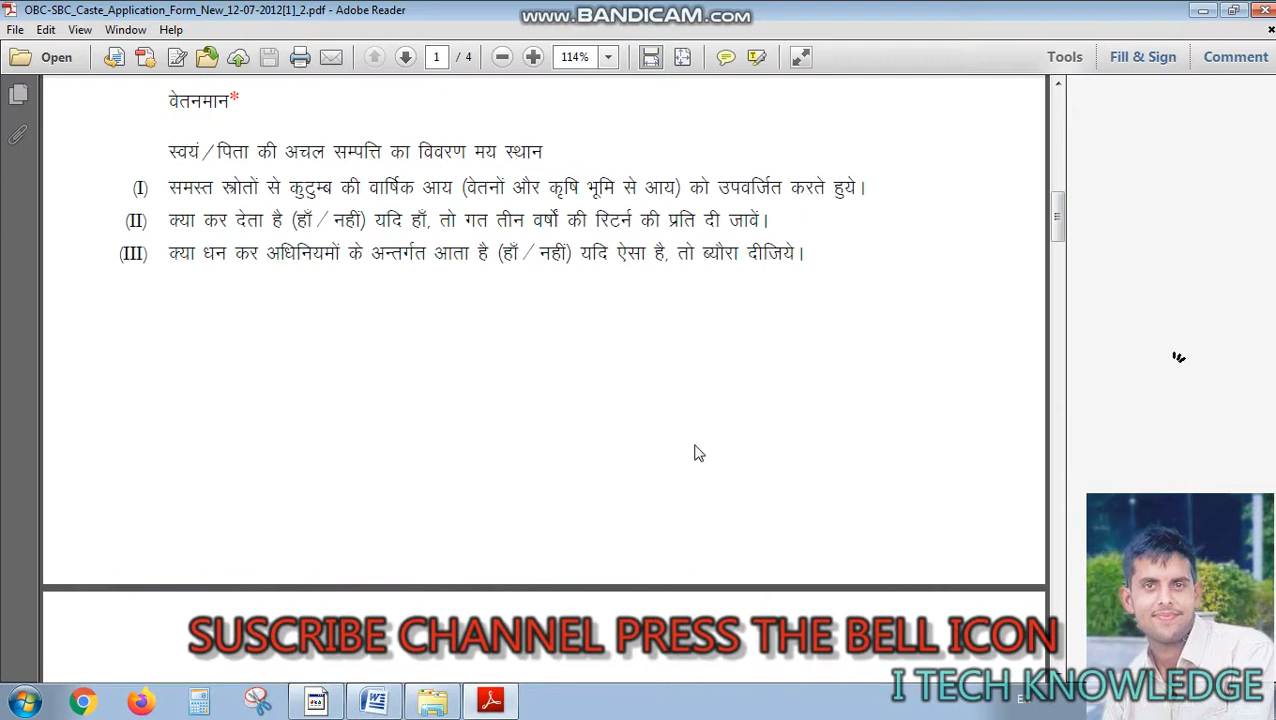 OBC-SBC_Caste_Application_Form_New_12-07-2012[1]_2.pdf - Adobe Reader
www.BANDICAM.com
File Edit View Window Help
Open
1 / 4
114%
Tools Fill & Sign Comment
वेतनमान*
स्वयं/पिता की अचल सम्पत्ति का विवरण मय स्थान
(I) समस्त स्त्रोतों से कुटुम्ब की वार्षिक आय (वेतनों और कृषि भूमि से आय) को उपवर्जित करते हुये।
(II) क्या कर देता है (हाँ/नहीं) यदि हाँ, तो गत तीन वर्षों की रिटर्न की प्रति दी जावें।
(III) क्या धन कर अधिनियमों के अन्तर्गत आता है (हाँ/नहीं) यदि ऐसा है, तो ब्यौरा दीजिये।
SUSCRIBE CHANNEL PRESS THE BELL ICON
I TECH KNOWLEDGE